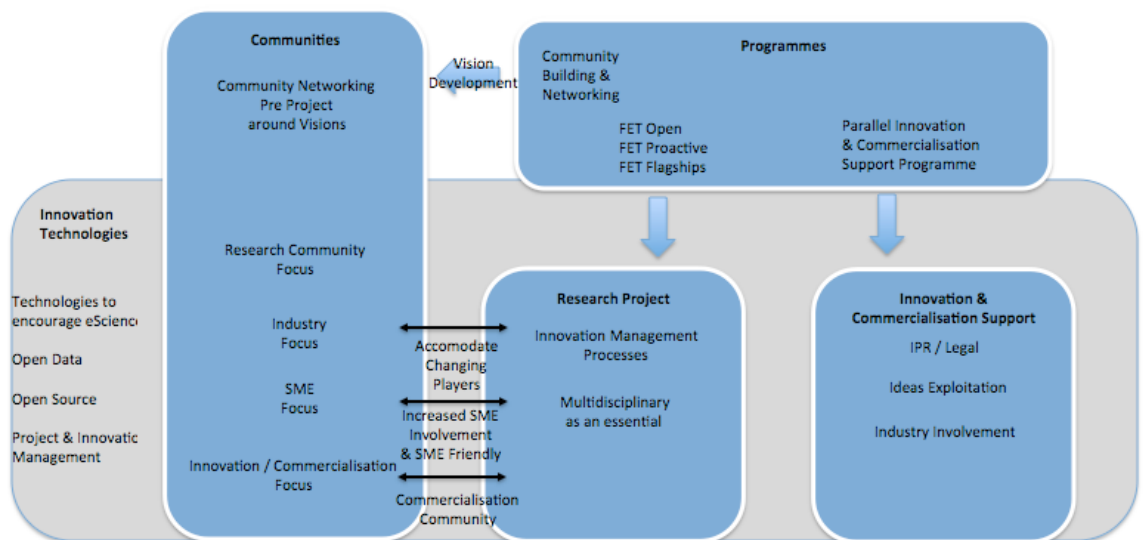 Communities
Community Networking
Pre Project
around Visions
Research Community
Focus
Industry
Focus
SME
Focus
Innovation / Commercialisation
Focus
Vision
Development
Programmes
Community
Building &
Networking
FET Open
FET Proactive
FET Flagships
Parallel Innovation
& Commercialisation
Support Programme
Innovation
Technologies
Technologies to
encourage eScienc
Open Data
Open Source
Project & Innovatic
Management
Accomodate
Changing
Players
Increased SME
Involvement
& SME Friendly
Commercialisation
Community
Research Project
Innovation Management
Processes
Multidisciplinary
as an essential
Innovation &
Commercialisation Support
IPR / Legal
Ideas Exploitation
Industry Involvement